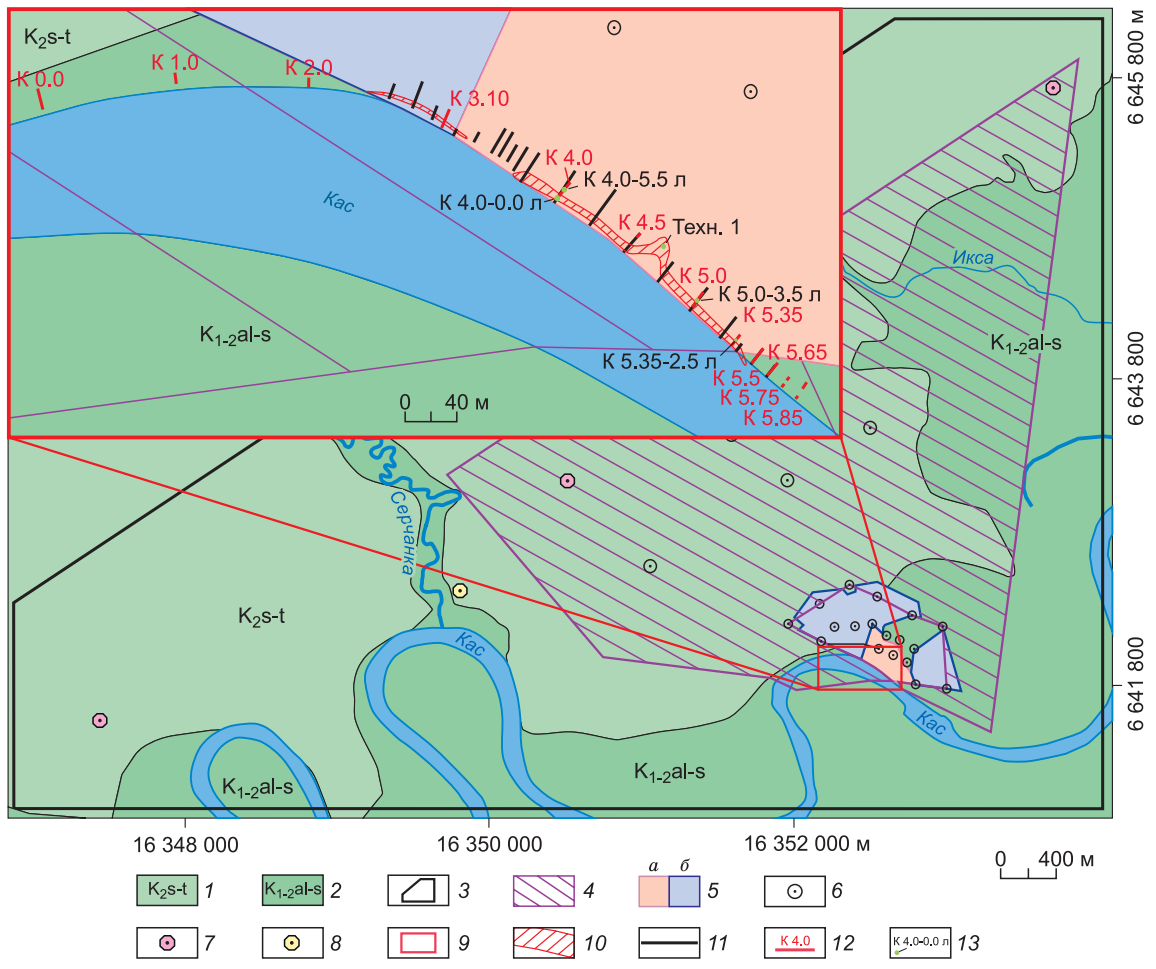 K2s-t
К 0.0
К 1.0
К 2.0
К 3.10
К 4.0
К 4.0-5.5 л
К 4.0-0.0 л
К 4.5
Техн. 1
К 5.0
К 5.0-3.5 л
К 5.35
К 5.35-2.5 л
К 5.65
К 5.5
К 5.75
К 5.85
Кас
K1-2al-s
0 40 м
6 645 800 м
Икса
K1-2al-s
6 643 800
Серчанка
K2s-t
Кас
6 641 800
Кас
K1-2al-s
K1-2al-s
16 348 000
16 350 000
16 352 000 м
0 400 м
а б
K2s-t 1
K1-2al-s 2
3
4
5
6
7
8
9
10
11
К 4.0 12
К 4.0-0.0 л 13